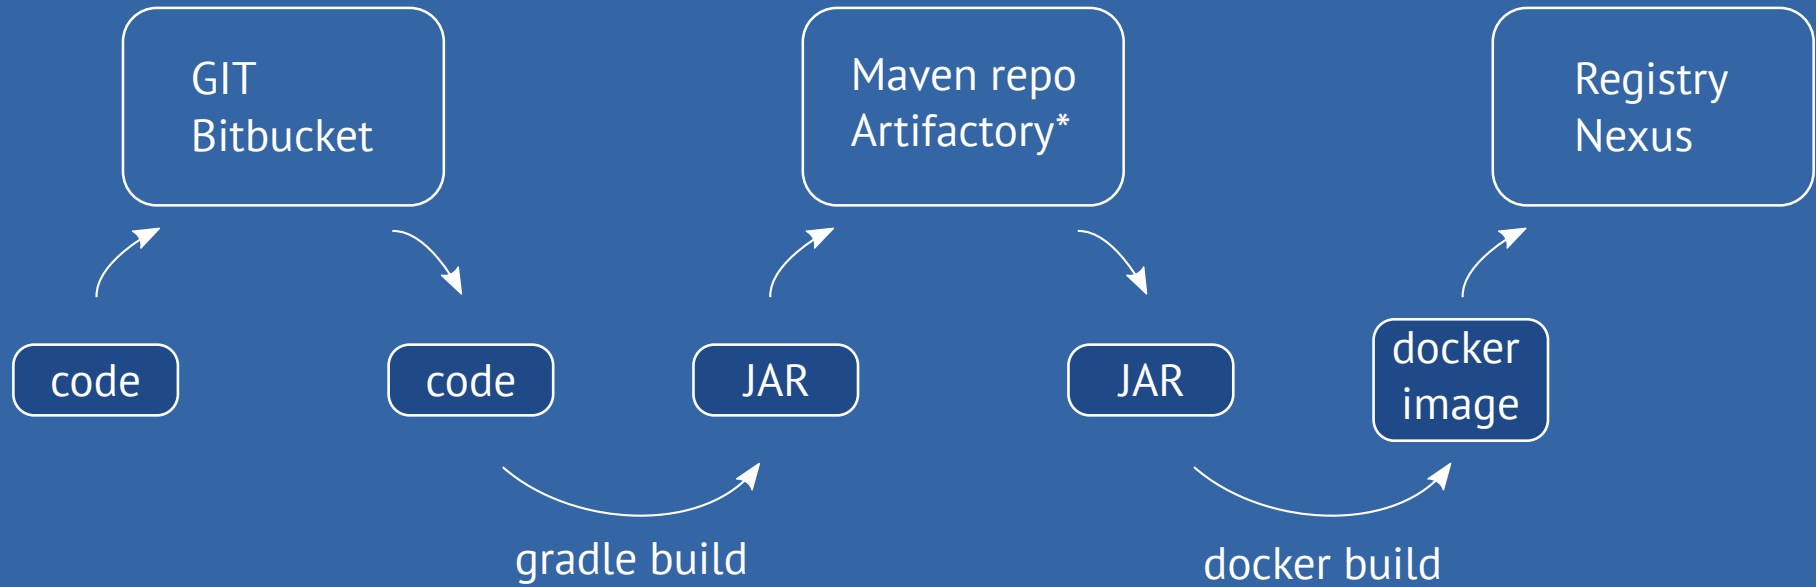 GIT
Bitbucket
Maven repo
Artifactory*
Registry
Nexus
code
code
JAR
JAR
docker
image
gradle build
docker build